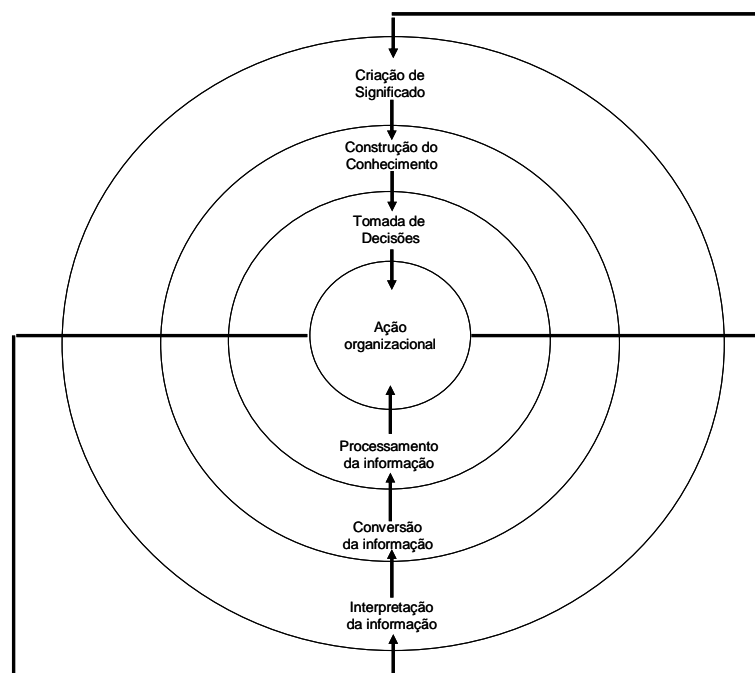 Criação de
Significado
Construção do
Conhecimento
Tomada de
Decisões
Ação
organizacional
Processamento
da informação
Conversão
da informação
Interpretação
da informação